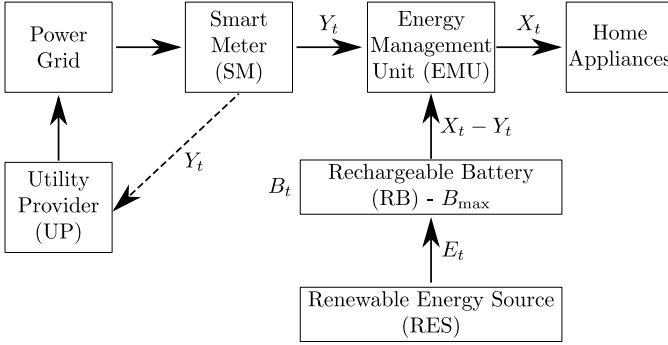 Power
Grid
Smart
Meter
(SM)
Y_t
Energy
Management
Unit (EMU)
X_t
Home
Appliances
Y_t
X_t − Y_t
Utility
Provider
(UP)
B_t
Rechargeable Battery
(RB) - B_max
E_t
Renewable Energy Source
(RES)